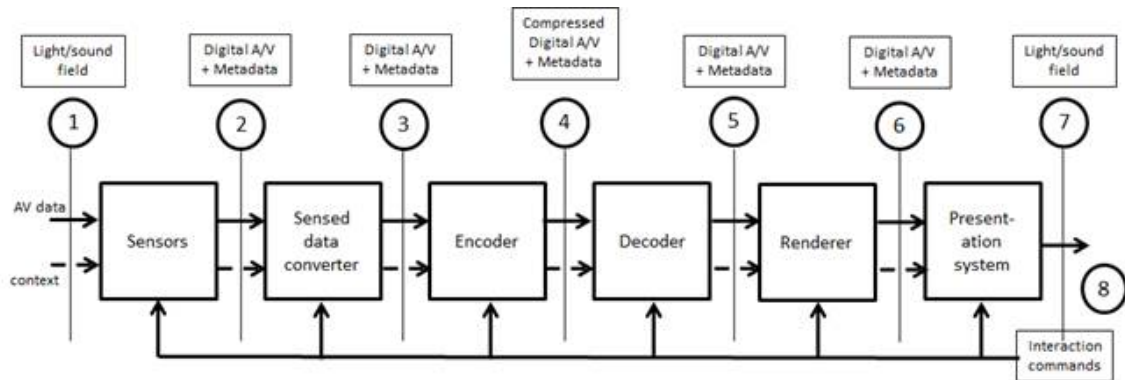 Light/sound
field
Digital A/V
+ Metadata
Digital A/V
+ Metadata
Compressed
Digital A/V
+ Metadata
Digital A/V
+ Metadata
Digital A/V
+ Metadata
Light/sound
field
1
2
3
4
5
6
7
AV data
context
Sensors
Sensed
data
converter
Encoder
Decoder
Renderer
Present-
ation
system
8
Interaction
commands